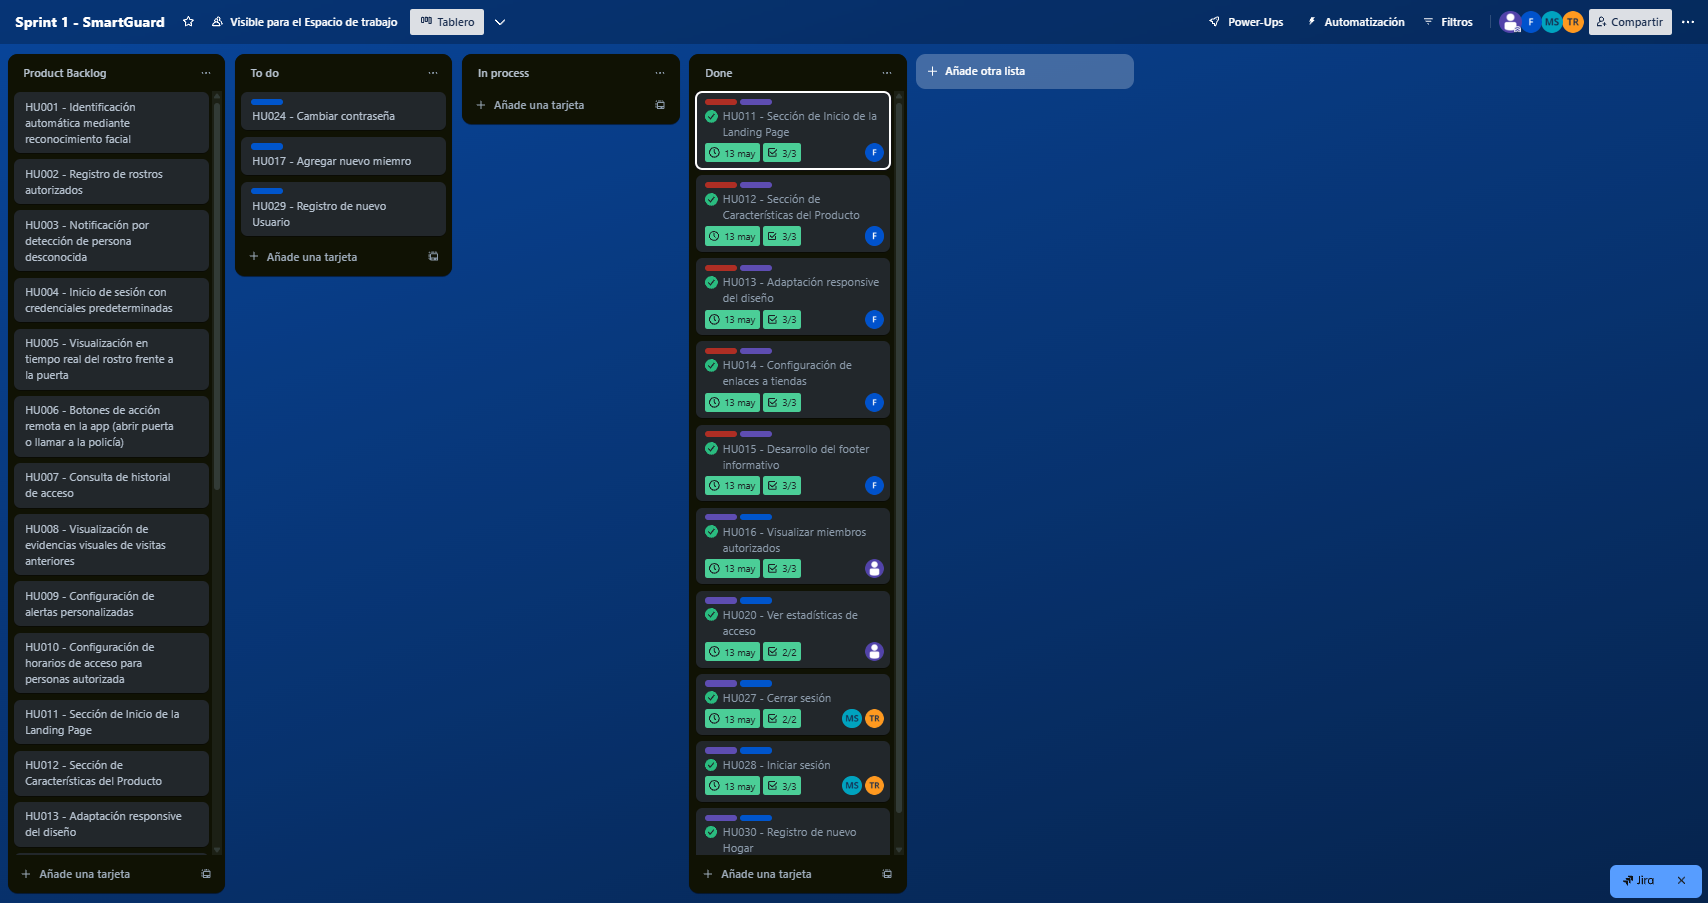 Sprint 1 - SmartGuard
Visible para el Espacio de trabajo
Tablero
Power-Ups
Automatización
Filtros
F
MS
TR
Compartir
Product Backlog
HU001 - Identificación
automática mediante
reconocimiento facial
HU002 - Registro de rostros
autorizados
HU003 - Notificación por
detección de persona
desconocida
HU004 - Inicio de sesión con
credenciales predeterminadas
HU005 - Visualización en
tiempo real del rostro frente a
la puerta
HU006 - Botones de acción
remota en la app (abrir puerta
o llamar a la policía)
HU007 - Consulta de historial
de acceso
HU008 - Visualización de
evidencias visuales de visitas
anteriores
HU009 - Configuración de
alertas personalizadas
HU010 - Configuración de
horarios de acceso para
personas autorizada
HU011 - Sección de Inicio de la
Landing Page
HU012 - Sección de
Características del Producto
HU013 - Adaptación responsive
del diseño
Añade una tarjeta
To do
HU024 - Cambiar contraseña
HU017 - Agregar nuevo miemro
HU029 - Registro de nuevo
Usuario
Añade una tarjeta
In process
Añade una tarjeta
Done
HU011 - Sección de Inicio de la
Landing Page
13 may 3/3 F
HU012 - Sección de
Características del Producto
13 may 3/3 F
HU013 - Adaptación responsive
del diseño
13 may 3/3 F
HU014 - Configuración de
enlaces a tiendas
13 may 3/3 F
HU015 - Desarrollo del footer
informativo
13 may 3/3 F
HU016 - Visualizar miembros
autorizados
13 may 3/3
HU020 - Ver estadísticas de
acceso
13 may 2/2
HU027 - Cerrar sesión
13 may 2/2 MS TR
HU028 - Iniciar sesión
13 may 3/3 MS TR
HU030 - Registro de nuevo
Hogar
Añade una tarjeta
Añade otra lista
Jira